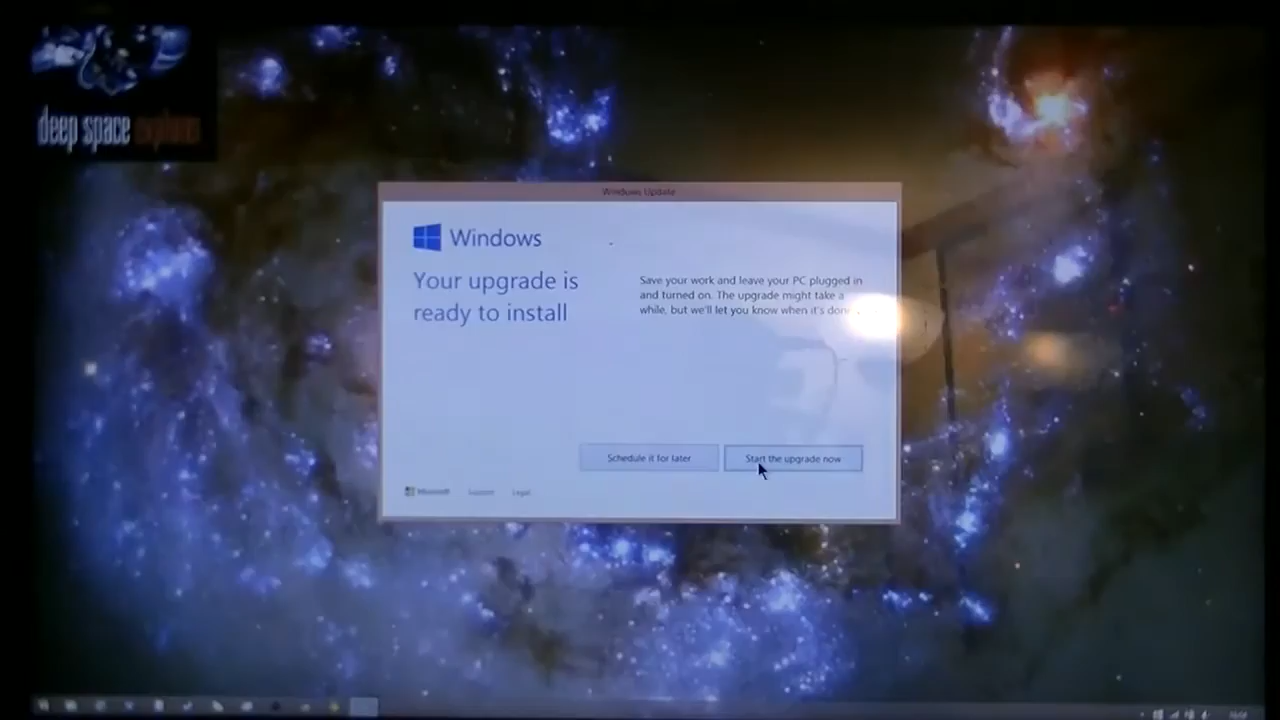 deep space explorers
Windows Update
Windows
Your upgrade is
ready to install
Save your work and leave your PC plugged in
and turned on. The upgrade might take a
while, but we'll let you know when it's done.
Schedule it for later
Start the upgrade now
Microsoft
Support
Legal